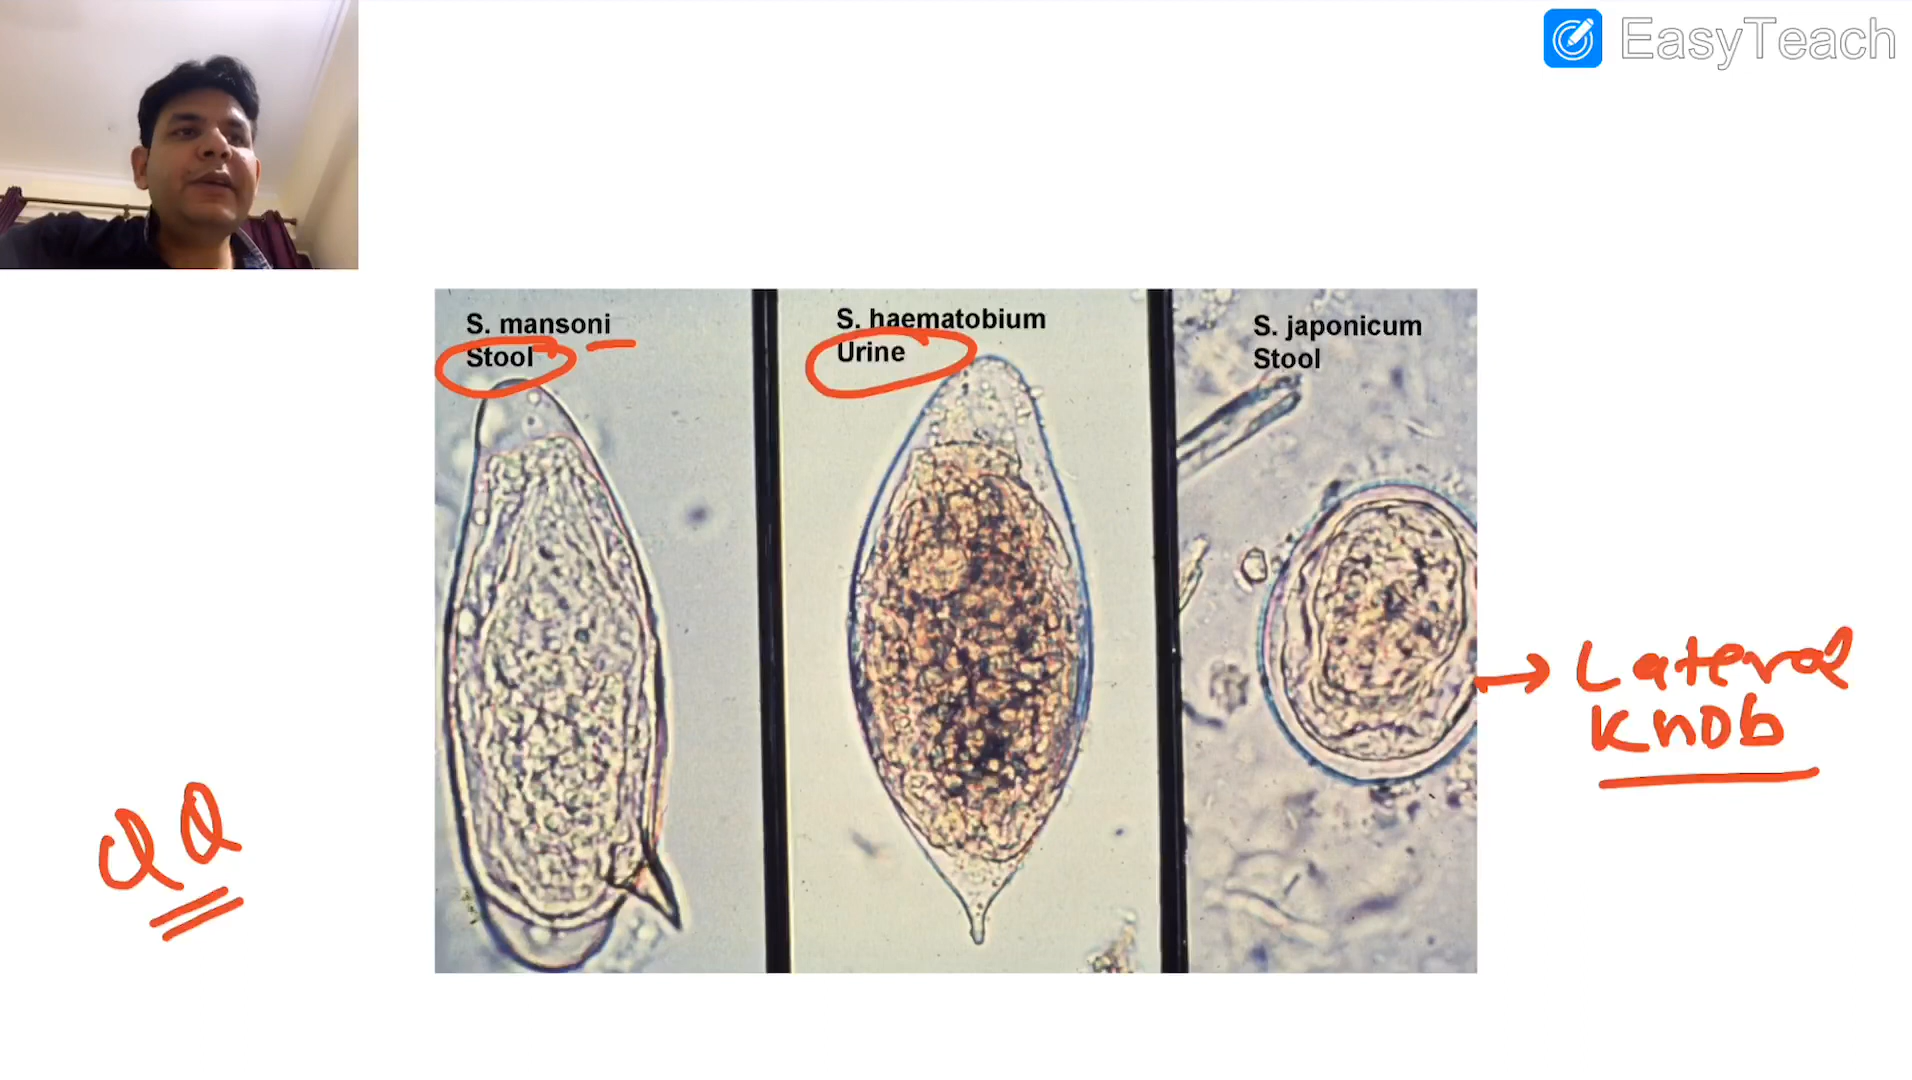 EasyTeach
S. mansoni
Stool
S. haematobium
Urine
S. japonicum
Stool
Lateral
Knob
QQ